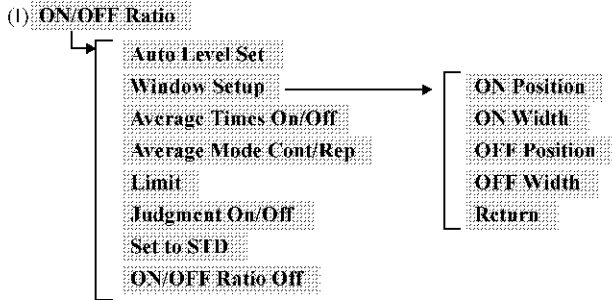 (l) ON/OFF Ratio
Auto Level Set
Window Setup
Average Times On/Off
Average Mode Cont/Rep
Limit
Judgment On/Off
Set to STD
ON/OFF Ratio Off
ON Position
ON Width
OFF Position
OFF Width
Return